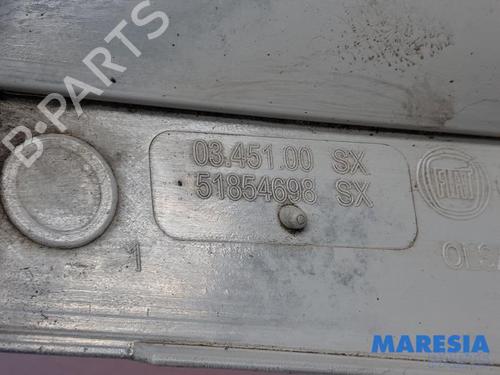 B-PARTS
03.451.00 SX
51854698 SX
FIAT
1
MARESIA